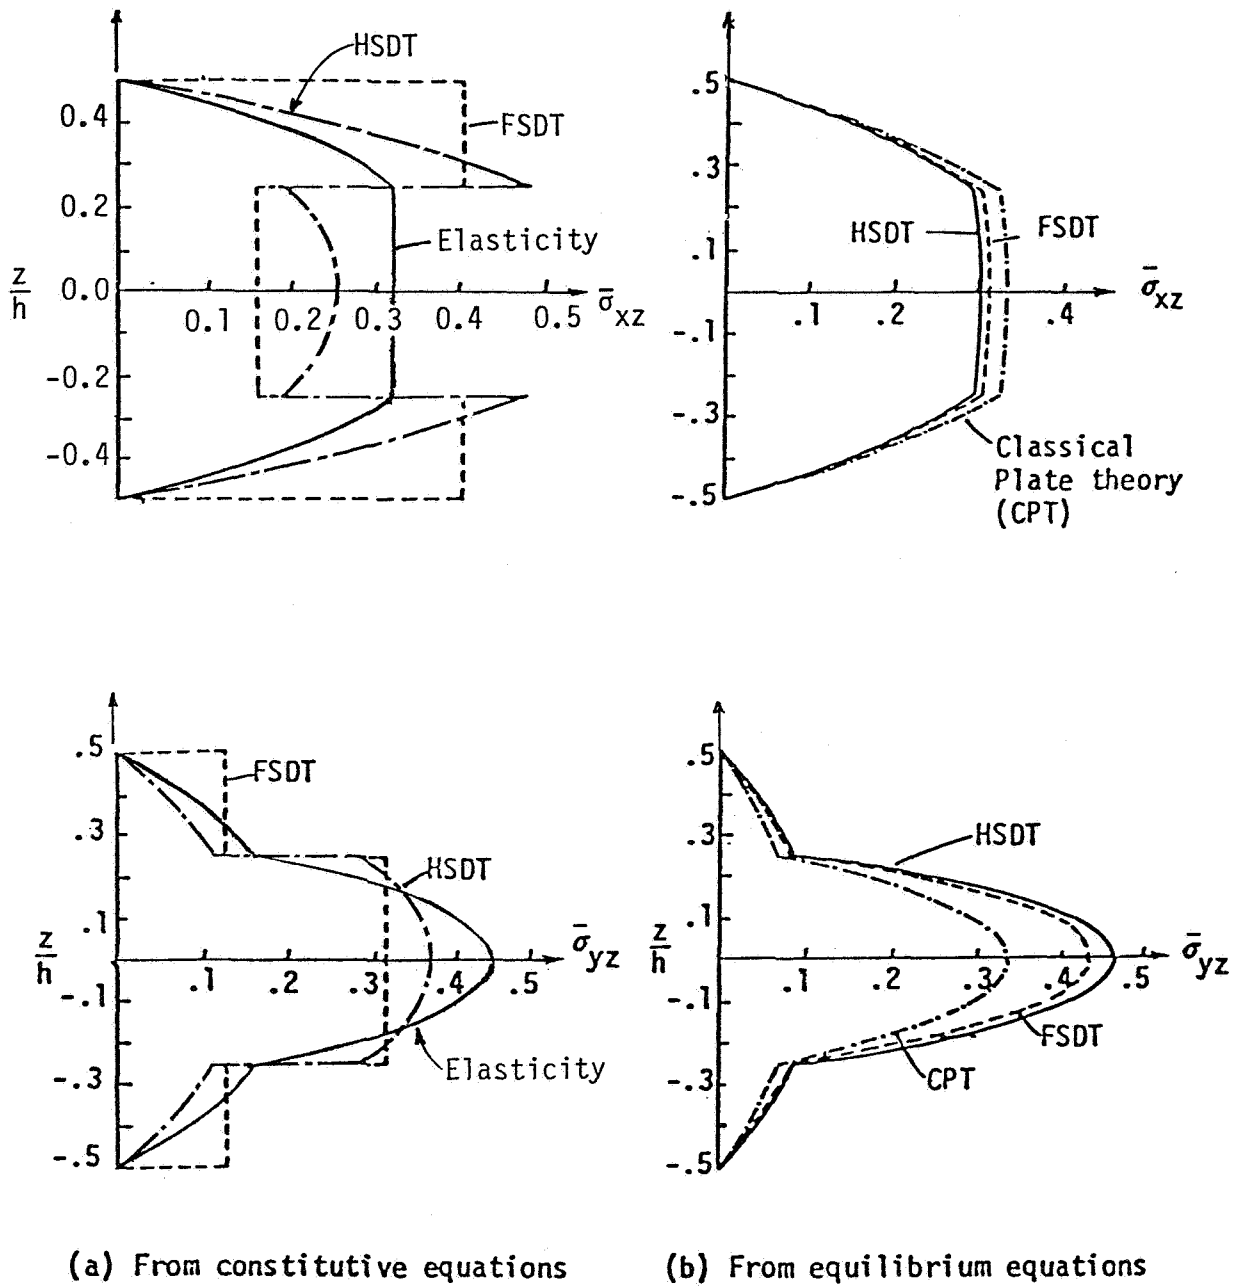 HSDT
0.4
FSDT
0.2
Elasticity
z/h
0.0
0.1 0.2 0.3 0.4 0.5
σ̄xz
-0.2
-0.4
.5
.3
HSDT
FSDT
.1
.1 .2 .4
σ̄xz
-.1
-.3
Classical
Plate theory
(CPT)
-.5
.5
FSDT
.3
HSDT
.1
z/h
.1 .2 .3 .4 .5
σ̄yz
-.1
Elasticity
-.3
-.5
.5
.3
HSDT
.1
z/h
.1 .2 .3 .4 .5
σ̄yz
-.1
FSDT
CPT
-.3
-.5
(a) From constitutive equations
(b) From equilibrium equations